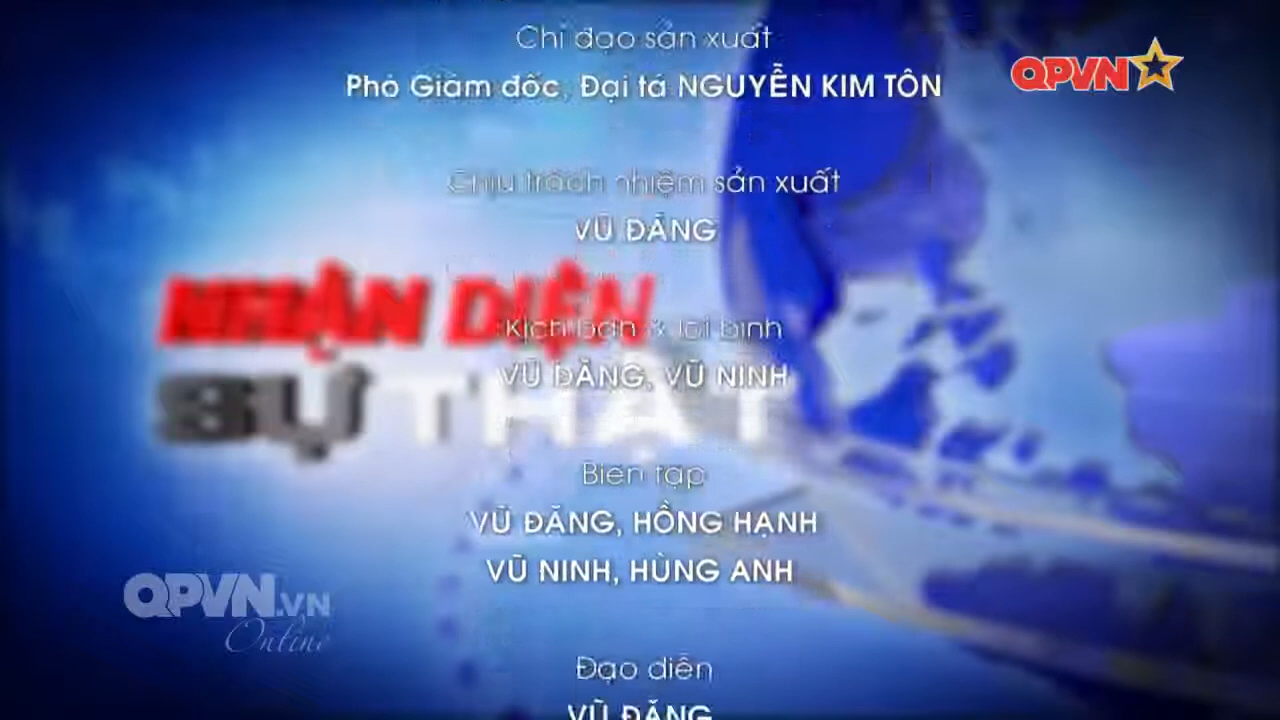 Chỉ đạo sản xuất
QPVN
Phó Giám đốc, Đại tá NGUYỄN KIM TÔN
Chịu trách nhiệm sản xuất
VŨ ĐĂNG
NHẬN DIỆN
SỰ THẬT
Kịch bản & lời bình
VŨ ĐĂNG, VŨ NINH
Biên tập
VŨ ĐĂNG, HỒNG HẠNH
VŨ NINH, HÙNG ANH
QPVN.VN
Online
Đạo diễn
VŨ ĐĂNG